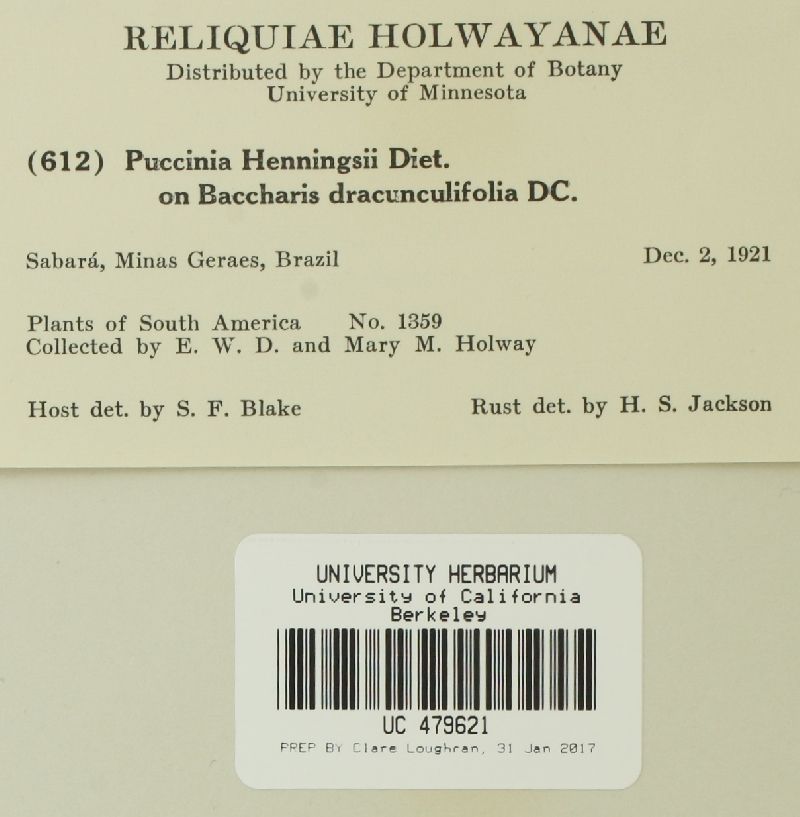 RELIQUIAE HOLWAYANAE
Distributed by the Department of Botany
University of Minnesota
(612) Puccinia Henningsii Diet.
on Baccharis dracunculifolia DC.
Sabará, Minas Geraes, Brazil Dec. 2, 1921
Plants of South America No. 1359
Collected by E. W. D. and Mary M. Holway
Host det. by S. F. Blake Rust det. by H. S. Jackson
UNIVERSITY HERBARIUM
University of California
Berkeley
UC 479621
PREP BY Clare Loughran, 31 Jan 2017